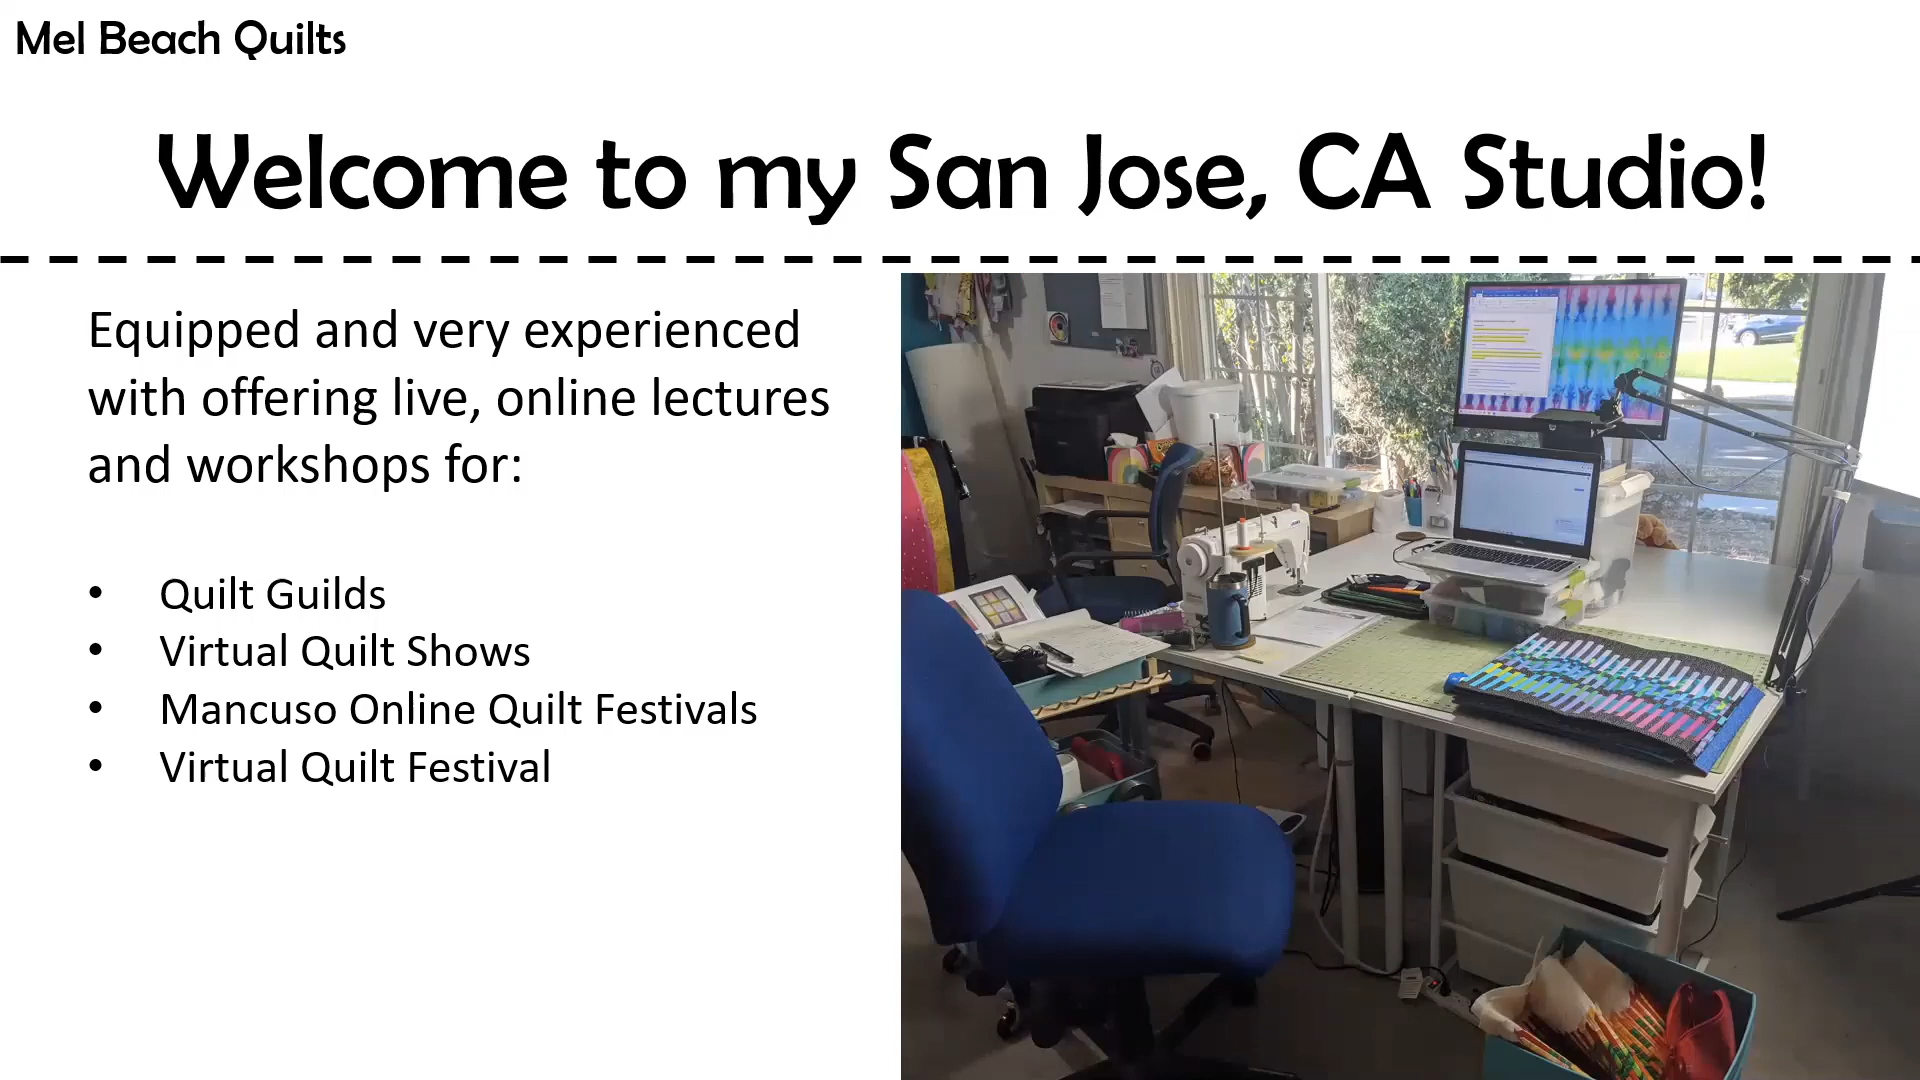 Mel Beach Quilts
Welcome to my San Jose, CA Studio!
Equipped and very experienced
with offering live, online lectures
and workshops for:
• Quilt Guilds
• Virtual Quilt Shows
• Mancuso Online Quilt Festivals
• Virtual Quilt Festival